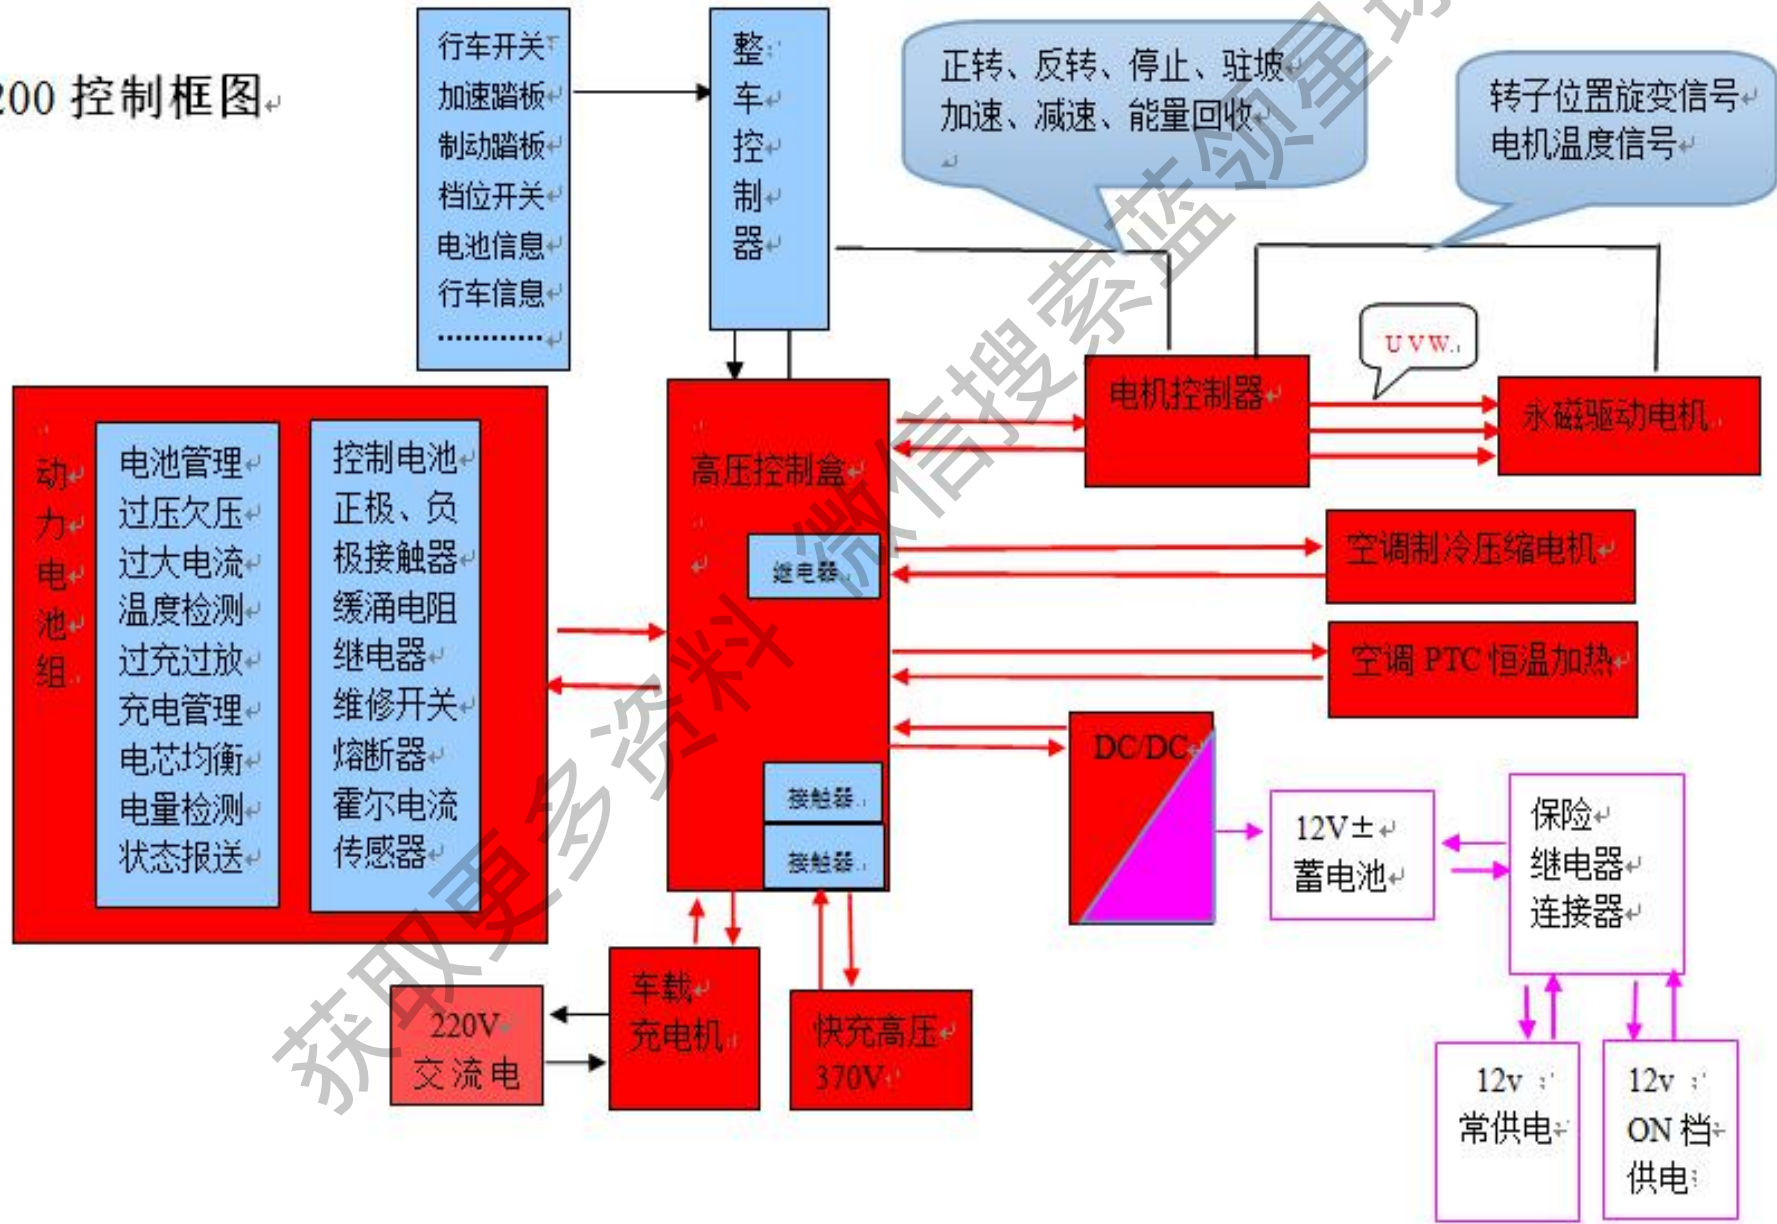 200 控制框图
行车开关
加速踏板
制动踏板
档位开关
电池信息
行车信息
…………
整
车
控
制
器
正转、反转、停止、驻坡
加速、减速、能量回收
转子位置旋变信号
电机温度信号
UVW
动
力
电
池
组
电池管理
过压欠压
过大电流
温度检测
过充过放
充电管理
电芯均衡
电量检测
状态报送
控制电池
正极、负
极接触器
缓涌电阻
继电器
维修开关
熔断器
霍尔电流
传感器
高压控制盒
继电器
接触器
接触器
电机控制器
永磁驱动电机
空调制冷压缩电机
空调 PTC 恒温加热
DC/DC
12V±
蓄电池
保险
继电器
连接器
220V
交流电
车载
充电机
快充高压
370V
12v
常供电
12v
ON 档
供电
获取更多资料 微信搜索蓝领星球